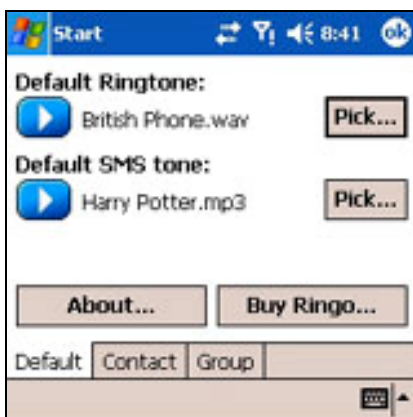 Start 8:41 ok
Default Ringtone:
British Phone.wav Pick...
Default SMS tone:
Harry Potter.mp3 Pick...
About... Buy Ringo...
Default Contact Group